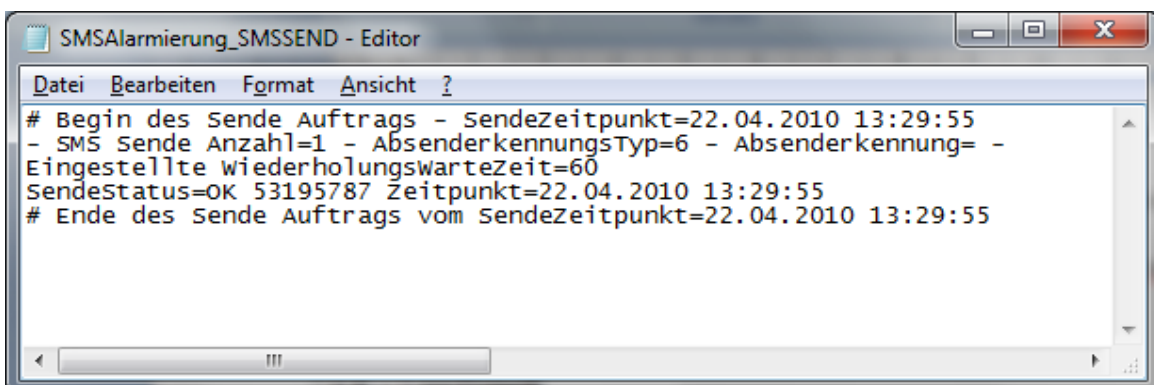 SMSAlarmierung_SMSSEND - Editor
Datei Bearbeiten Format Ansicht ?
# Begin des Sende Auftrags - SendeZeitpunkt=22.04.2010 13:29:55
- SMS Sende Anzahl=1 - AbsenderkennungsTyp=6 - Absenderkennung= -
Eingestellte WiederholungsWarteZeit=60
SendeStatus=OK 53195787 Zeitpunkt=22.04.2010 13:29:55
# Ende des Sende Auftrags vom SendeZeitpunkt=22.04.2010 13:29:55